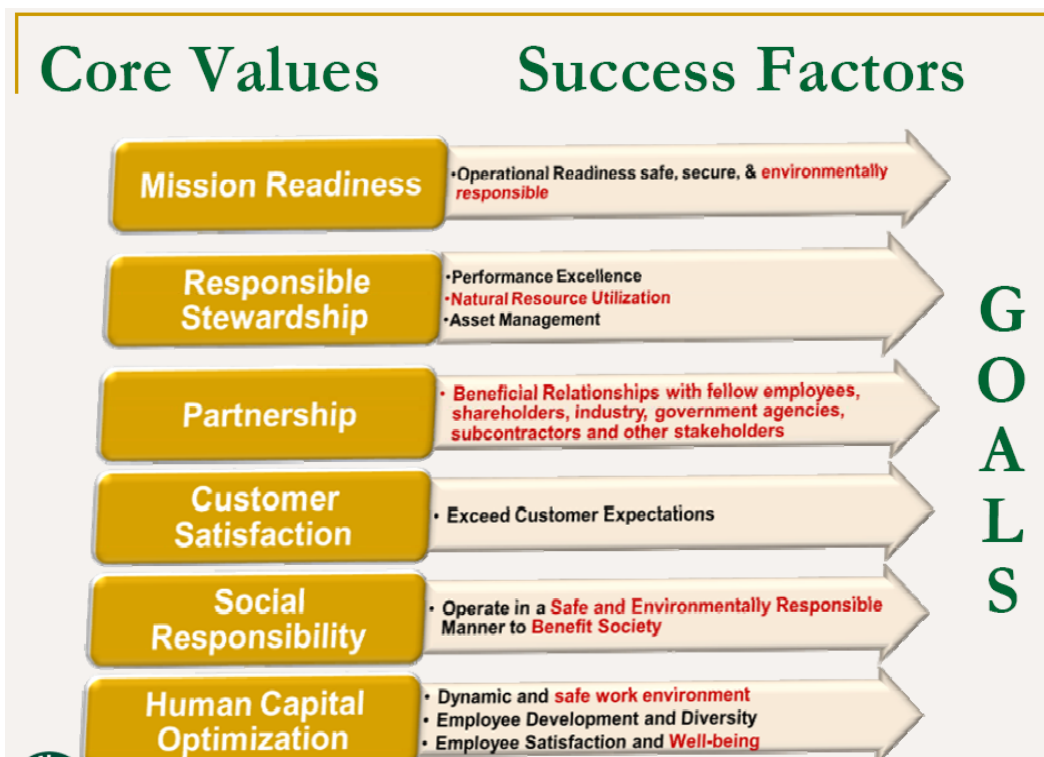 Core Values Success Factors
Mission Readiness
•Operational Readiness safe, secure, & environmentally
responsible
Responsible
Stewardship
•Performance Excellence
•Natural Resource Utilization
•Asset Management
Partnership
• Beneficial Relationships with fellow employees,
shareholders, industry, government agencies,
subcontractors and other stakeholders
Customer
Satisfaction
• Exceed Customer Expectations
Social
Responsibility
• Operate in a Safe and Environmentally Responsible
Manner to Benefit Society
Human Capital
Optimization
• Dynamic and safe work environment
• Employee Development and Diversity
• Employee Satisfaction and Well-being
G
O
A
L
S